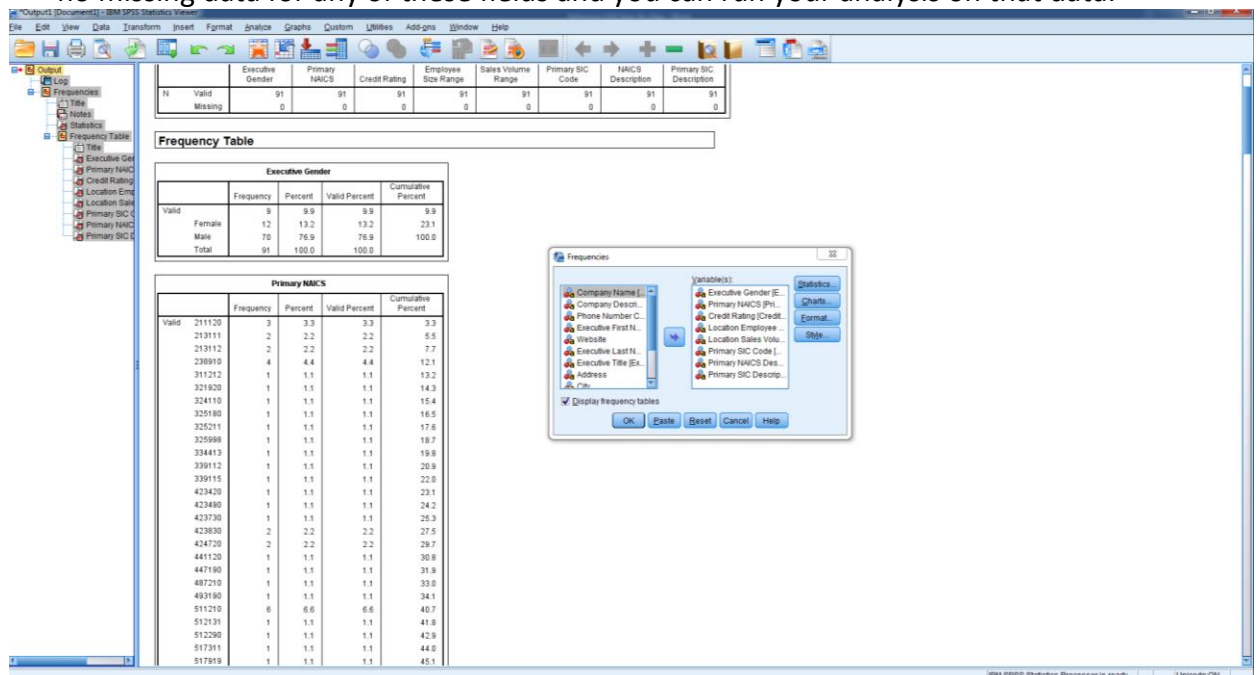 no missing data for any of these fields and you can run your analysis on that data.
*Output1 [Document1] - IBM SPSS Statistics Viewer
File Edit View Data Transform Insert Format Analyze Graphs Custom Utilities Add-ons Window Help
Output
Log
Frequencies
Title
Notes
Statistics
Frequency Table
Title
Executive Ger
Primary NAIC
Credit Rating
Location Emp
Location Sale
Primary SIC C
Primary NAIC
Primary SIC D
Executive Gender Primary NAICS Credit Rating Employee Size Range Sales Volume Range Primary SIC Code NAICS Description Primary SIC Description
N Valid 91 91 91 91 91 91 91 91
Missing 0 0 0 0 0 0 0 0
Frequency Table
Executive Gender
Frequency Percent Valid Percent Cumulative Percent
Valid 9 9.9 9.9 9.9
Female 12 13.2 13.2 23.1
Male 70 76.9 76.9 100.0
Total 91 100.0 100.0
Primary NAICS
Frequency Percent Valid Percent Cumulative Percent
Valid 211120 3 3.3 3.3 3.3
213111 2 2.2 2.2 5.5
213112 2 2.2 2.2 7.7
238910 4 4.4 4.4 12.1
311212 1 1.1 1.1 13.2
321920 1 1.1 1.1 14.3
324110 1 1.1 1.1 15.4
325180 1 1.1 1.1 16.5
325211 1 1.1 1.1 17.6
325998 1 1.1 1.1 18.7
334413 1 1.1 1.1 19.8
339112 1 1.1 1.1 20.9
339115 1 1.1 1.1 22.0
423420 1 1.1 1.1 23.1
423490 1 1.1 1.1 24.2
423730 1 1.1 1.1 25.3
423830 2 2.2 2.2 27.5
424720 2 2.2 2.2 29.7
441120 1 1.1 1.1 30.8
447190 1 1.1 1.1 31.9
487210 1 1.1 1.1 33.0
493190 1 1.1 1.1 34.1
511210 6 6.6 6.6 40.7
512131 1 1.1 1.1 41.8
512290 1 1.1 1.1 42.9
517311 1 1.1 1.1 44.0
517919 1 1.1 1.1 45.1
Frequencies
Variable(s):
Company Name [...
Company Descri...
Phone Number C...
Executive First N...
Website
Executive Last N...
Executive Title [Ex...
Address
City
Executive Gender [E...
Primary NAICS [Pri...
Credit Rating [Credit...
Location Employee ...
Location Sales Volu...
Primary SIC Code [...
Primary NAICS Des...
Primary SIC Descrip...
Statistics...
Charts...
Format...
Style...
Display frequency tables
OK Paste Reset Cancel Help
IBM SPSS Statistics Processor is ready Unicode:ON